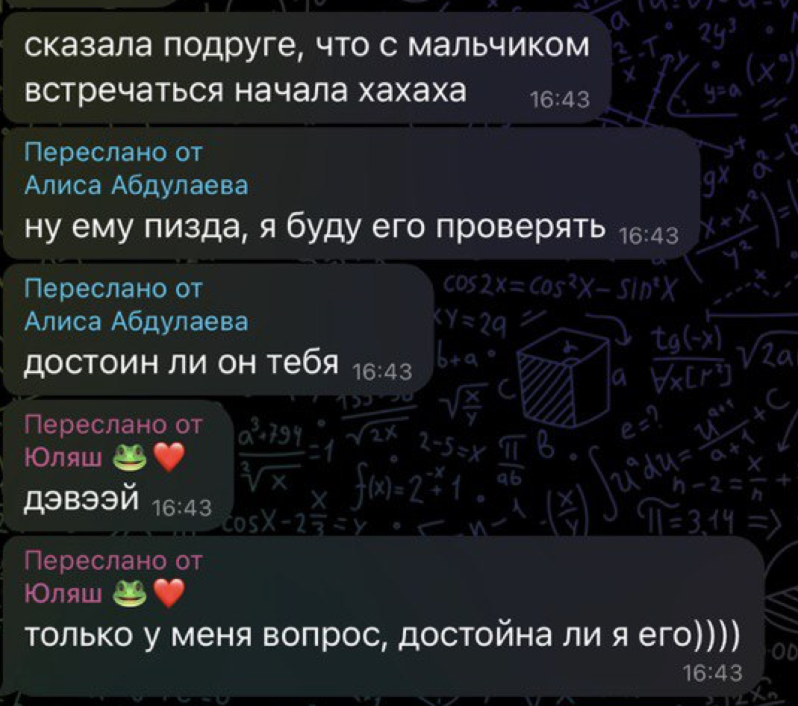 сказала подруге, что с мальчиком
встречаться начала хахаха
16:43
Переслано от
Алиса Абдулаева
ну ему пизда, я буду его проверять
16:43
Переслано от
Алиса Абдулаева
достоин ли он тебя
16:43
Переслано от
Юляш 🐸❤️
дэвээй
16:43
Переслано от
Юляш 🐸❤️
только у меня вопрос, достойна ли я его))))
16:43